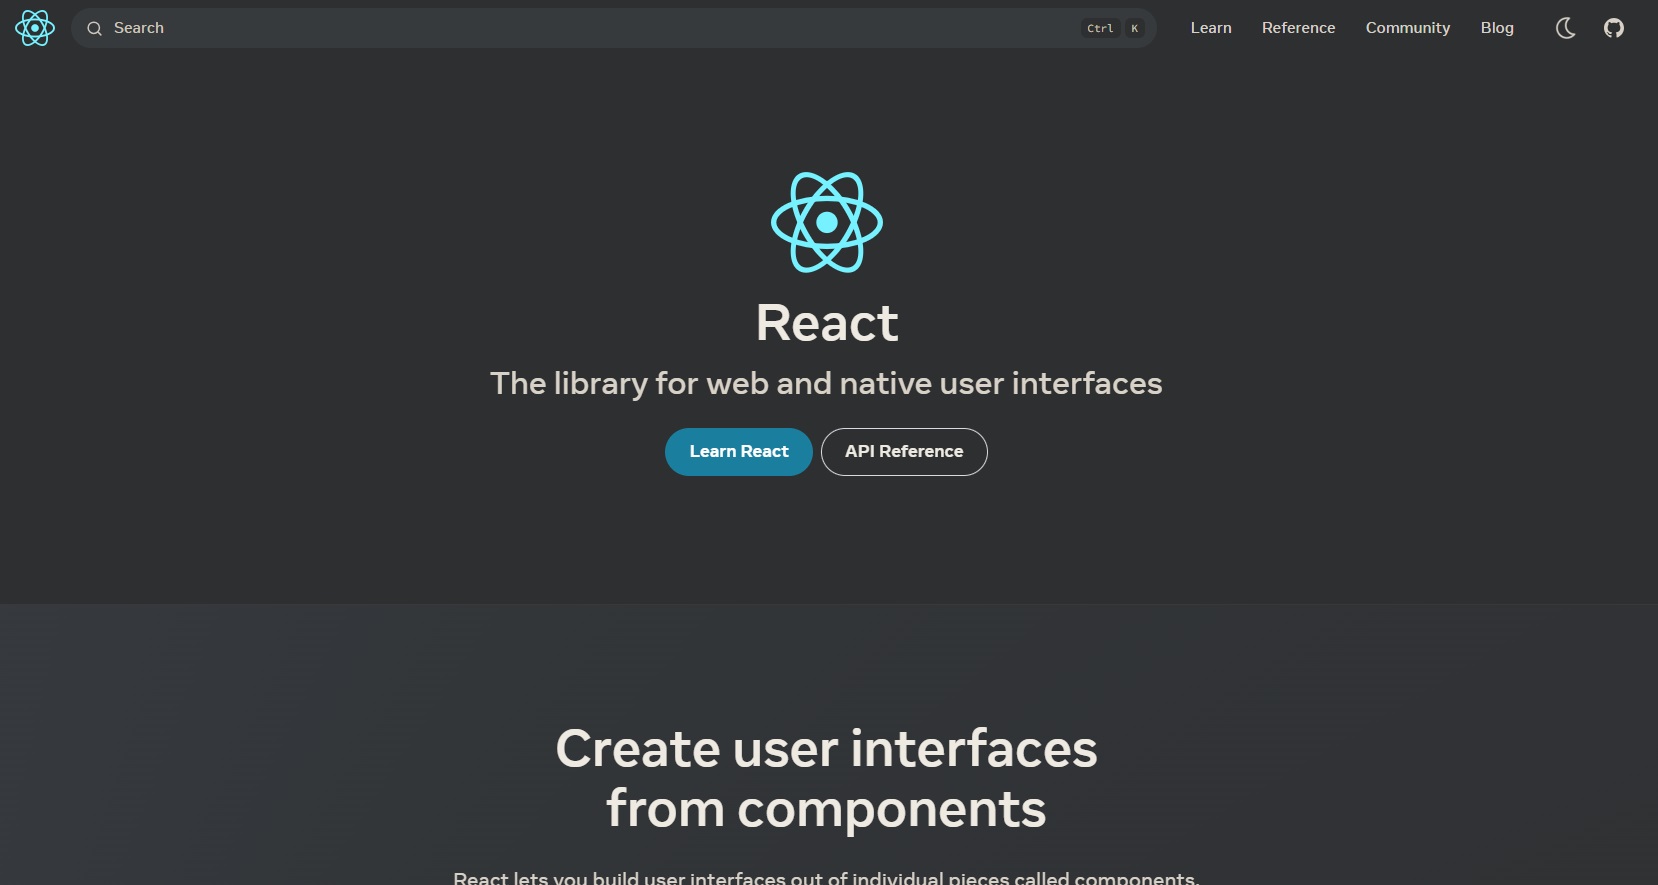 Search
Ctrl K
Learn
Reference
Community
Blog
React
The library for web and native user interfaces
Learn React
API Reference
Create user interfaces
from components
React lets you build user interfaces out of individual pieces called components.